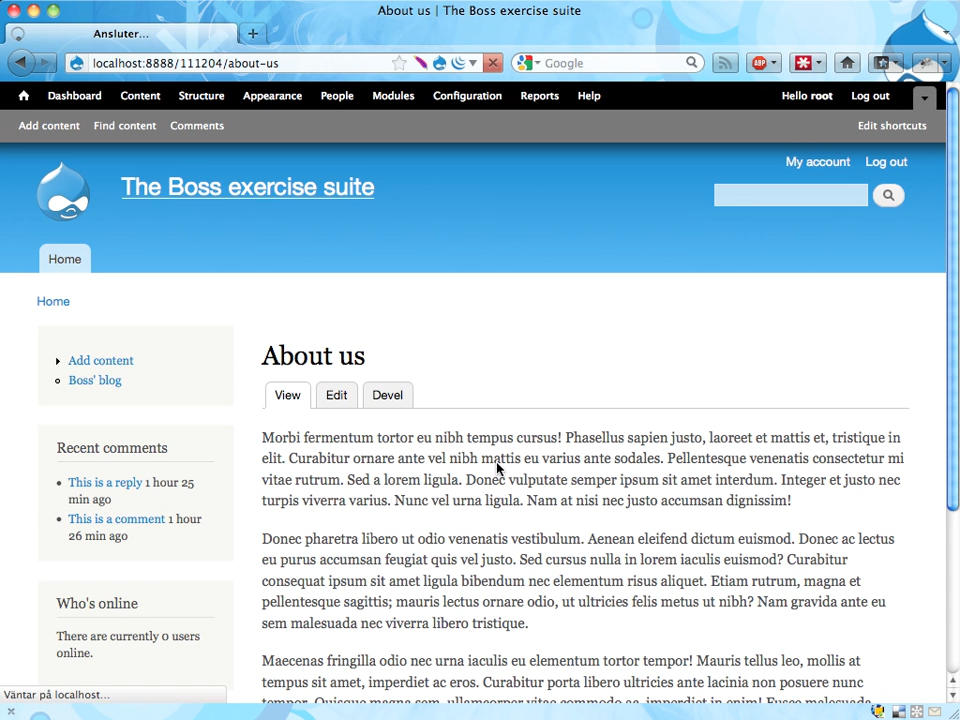 About us | The Boss exercise suite
Ansluter...
localhost:8888/111204/about-us
Google
ABP
Dashboard Content Structure Appearance People Modules Configuration Reports Help Hello root Log out
Add content Find content Comments Edit shortcuts
My account Log out
The Boss exercise suite
Home
Home
Add content
Boss' blog
Recent comments
This is a reply 1 hour 25
min ago
This is a comment 1 hour
26 min ago
Who's online
There are currently 0 users
online.
About us
View Edit Devel
Morbi fermentum tortor eu nibh tempus cursus! Phasellus sapien justo, laoreet et mattis et, tristique in
elit. Curabitur ornare ante vel nibh mattis eu varius ante sodales. Pellentesque venenatis consectetur mi
vitae rutrum. Sed a lorem ligula. Donec vulputate semper ipsum sit amet interdum. Integer et justo nec
turpis viverra varius. Nunc vel urna ligula. Nam at nisi nec justo accumsan dignissim!
Donec pharetra libero ut odio venenatis vestibulum. Aenean eleifend dictum euismod. Donec ac lectus
eu purus accumsan feugiat quis vel justo. Sed cursus nulla in lorem iaculis euismod? Curabitur
consequat ipsum sit amet ligula bibendum nec elementum risus aliquet. Etiam rutrum, magna et
pellentesque sagittis; mauris lectus ornare odio, ut ultricies felis metus ut nibh? Nam gravida ante eu
sem malesuada nec viverra libero tristique.
Maecenas fringilla odio nec urna iaculis eu elementum tortor tempor! Mauris tellus leo, mollis at
tempus sit amet, imperdiet ac eros. Curabitur porta libero ultricies ante lacinia non posuere nunc
tempor. Quisque congue, sem
Väntar på localhost...